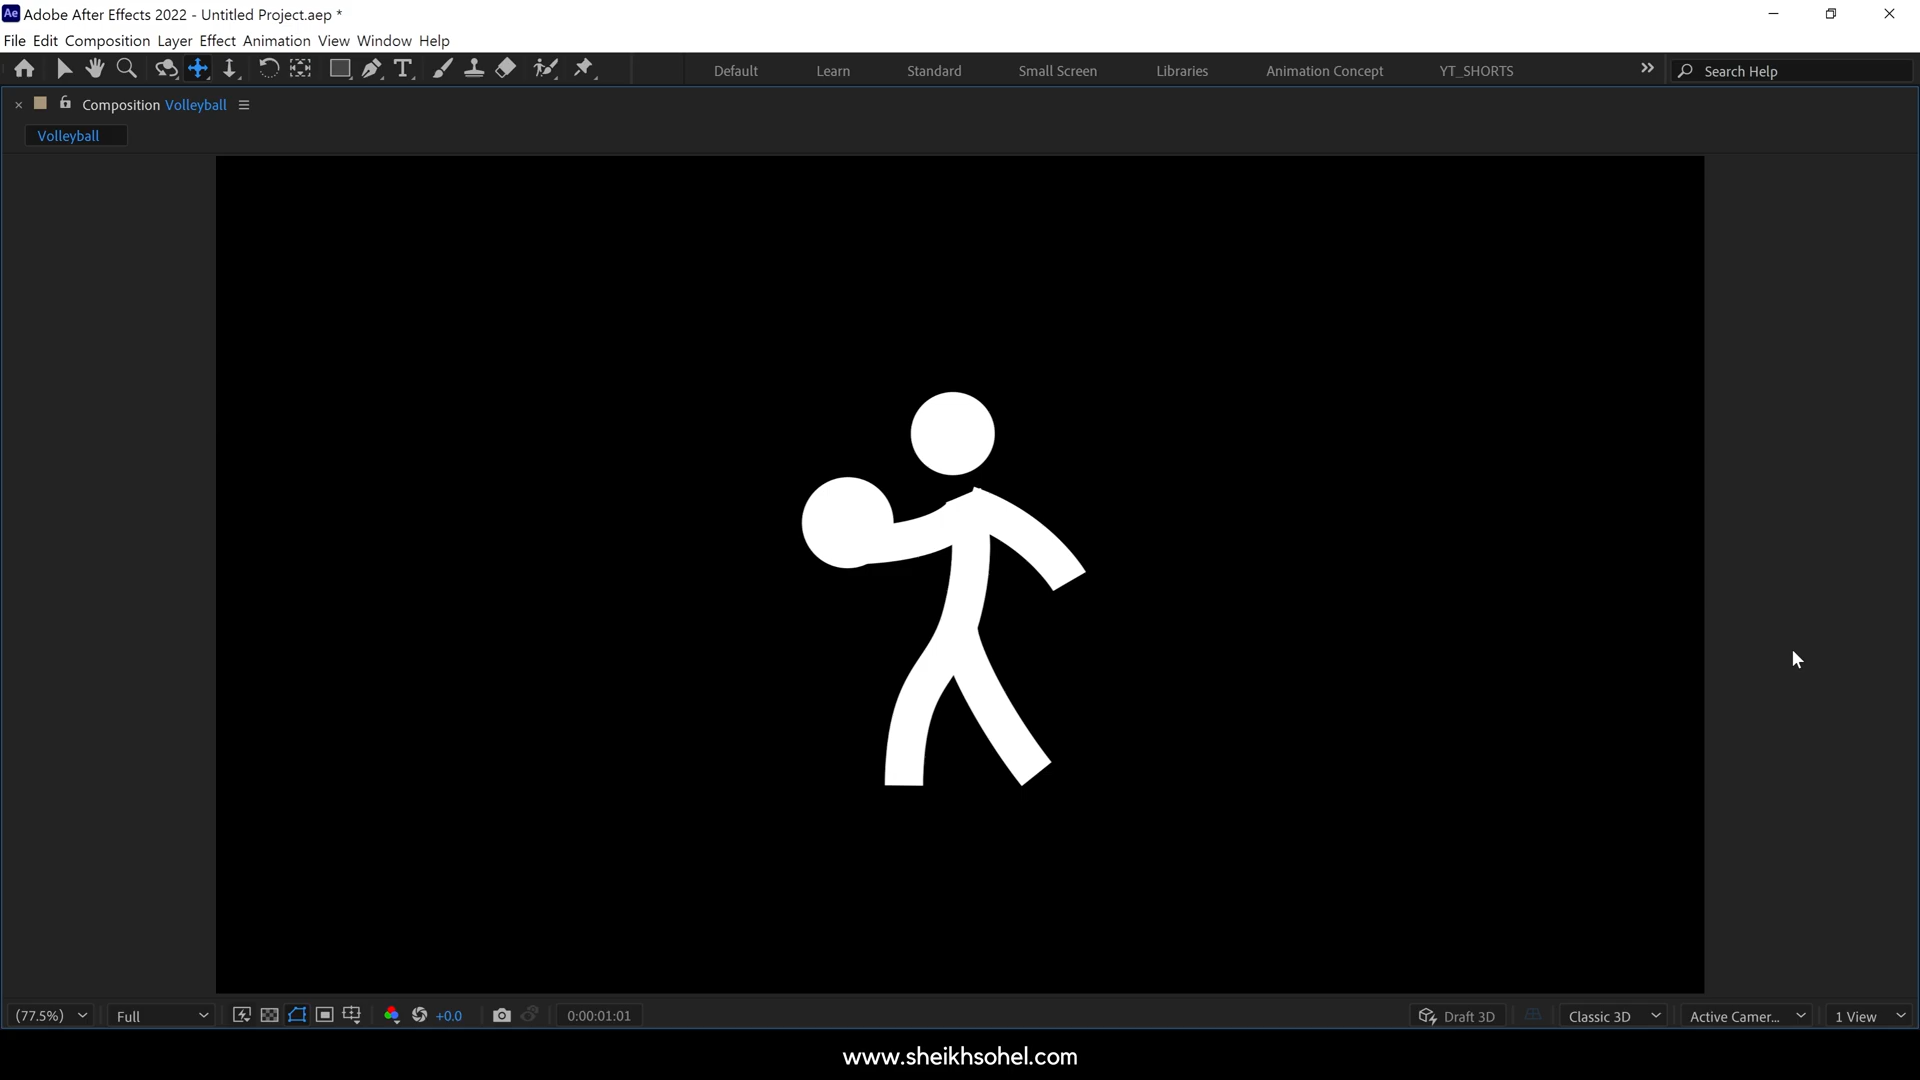 Ae Adobe After Effects 2022 - Untitled Project.aep *
File Edit Composition Layer Effect Animation View Window Help
T Default Learn Standard Small Screen Libraries Animation Concept YT_SHORTS Search Help
Composition Volleyball
Volleyball
(77.5%) Full +0.0 0:00:01:01 Draft 3D Classic 3D Active Camer... 1 View
www.sheikhsohel.com